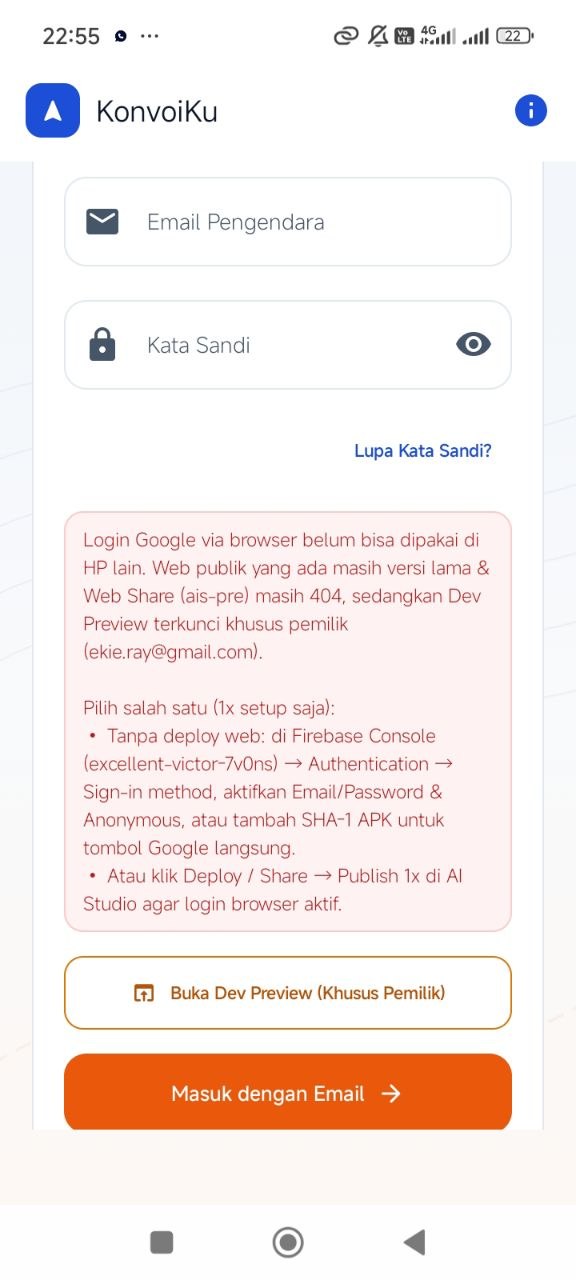 22:55
Vo LTE
4G
22
KonvoiKu
Email Pengendara
Kata Sandi
Lupa Kata Sandi?
Login Google via browser belum bisa dipakai di
HP lain. Web publik yang ada masih versi lama &
Web Share (ais-pre) masih 404, sedangkan Dev
Preview terkunci khusus pemilik
(ekie.ray@gmail.com).
Pilih salah satu (1x setup saja):
• Tanpa deploy web: di Firebase Console
(excellent-victor-7v0ns) → Authentication →
Sign-in method, aktifkan Email/Password &
Anonymous, atau tambah SHA-1 APK untuk
tombol Google langsung.
• Atau klik Deploy / Share → Publish 1x di AI
Studio agar login browser aktif.
Buka Dev Preview (Khusus Pemilik)
Masuk dengan Email →